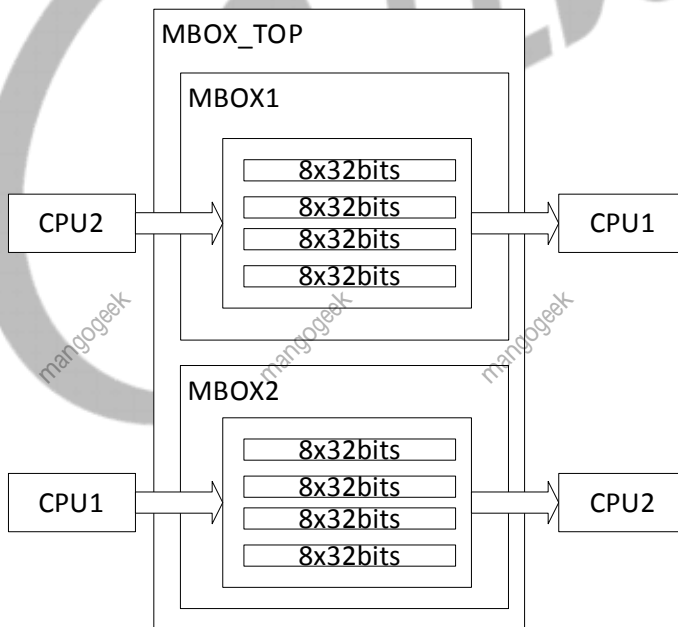 MBOX_TOP
MBOX1
8x32bits
8x32bits
8x32bits
8x32bits
CPU2
CPU1
mangogeek
mangogeek
mangogeek
MBOX2
8x32bits
8x32bits
8x32bits
8x32bits
CPU1
CPU2